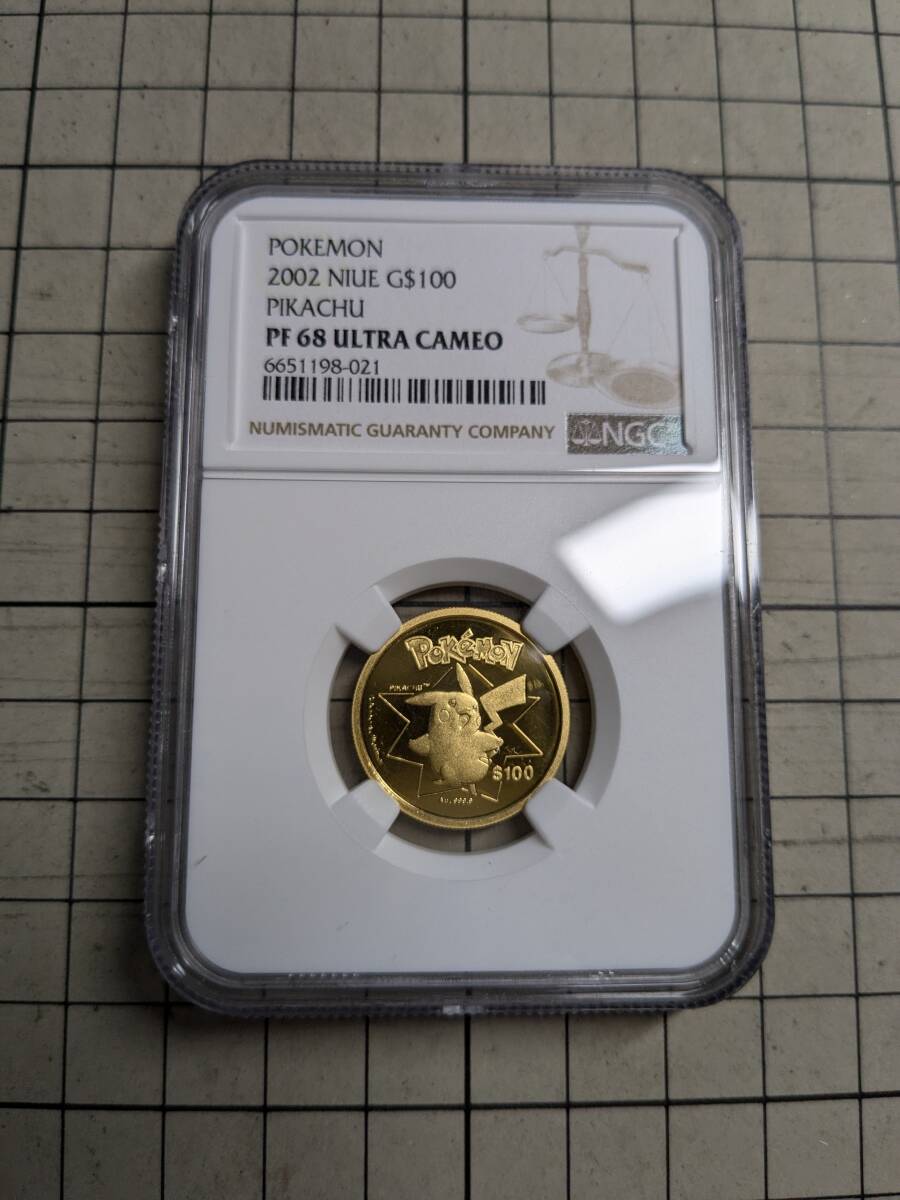 POKEMON
2002 NIUE G$100
PIKACHU
PF 68 ULTRA CAMEO
6651198-021
NUMISMATIC GUARANTY COMPANY
NGC
POKéMON
PIKACHU
$100